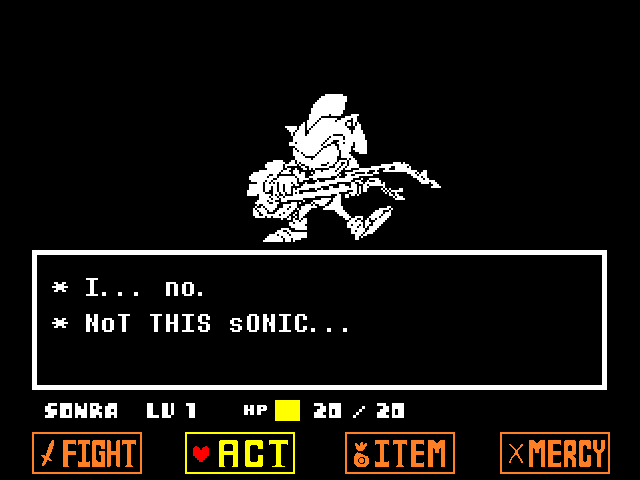 * I... no.
* NoT THIS sONIC...
SONRA LV 1 HP 20 / 20
FIGHT ACT ITEM MERCY